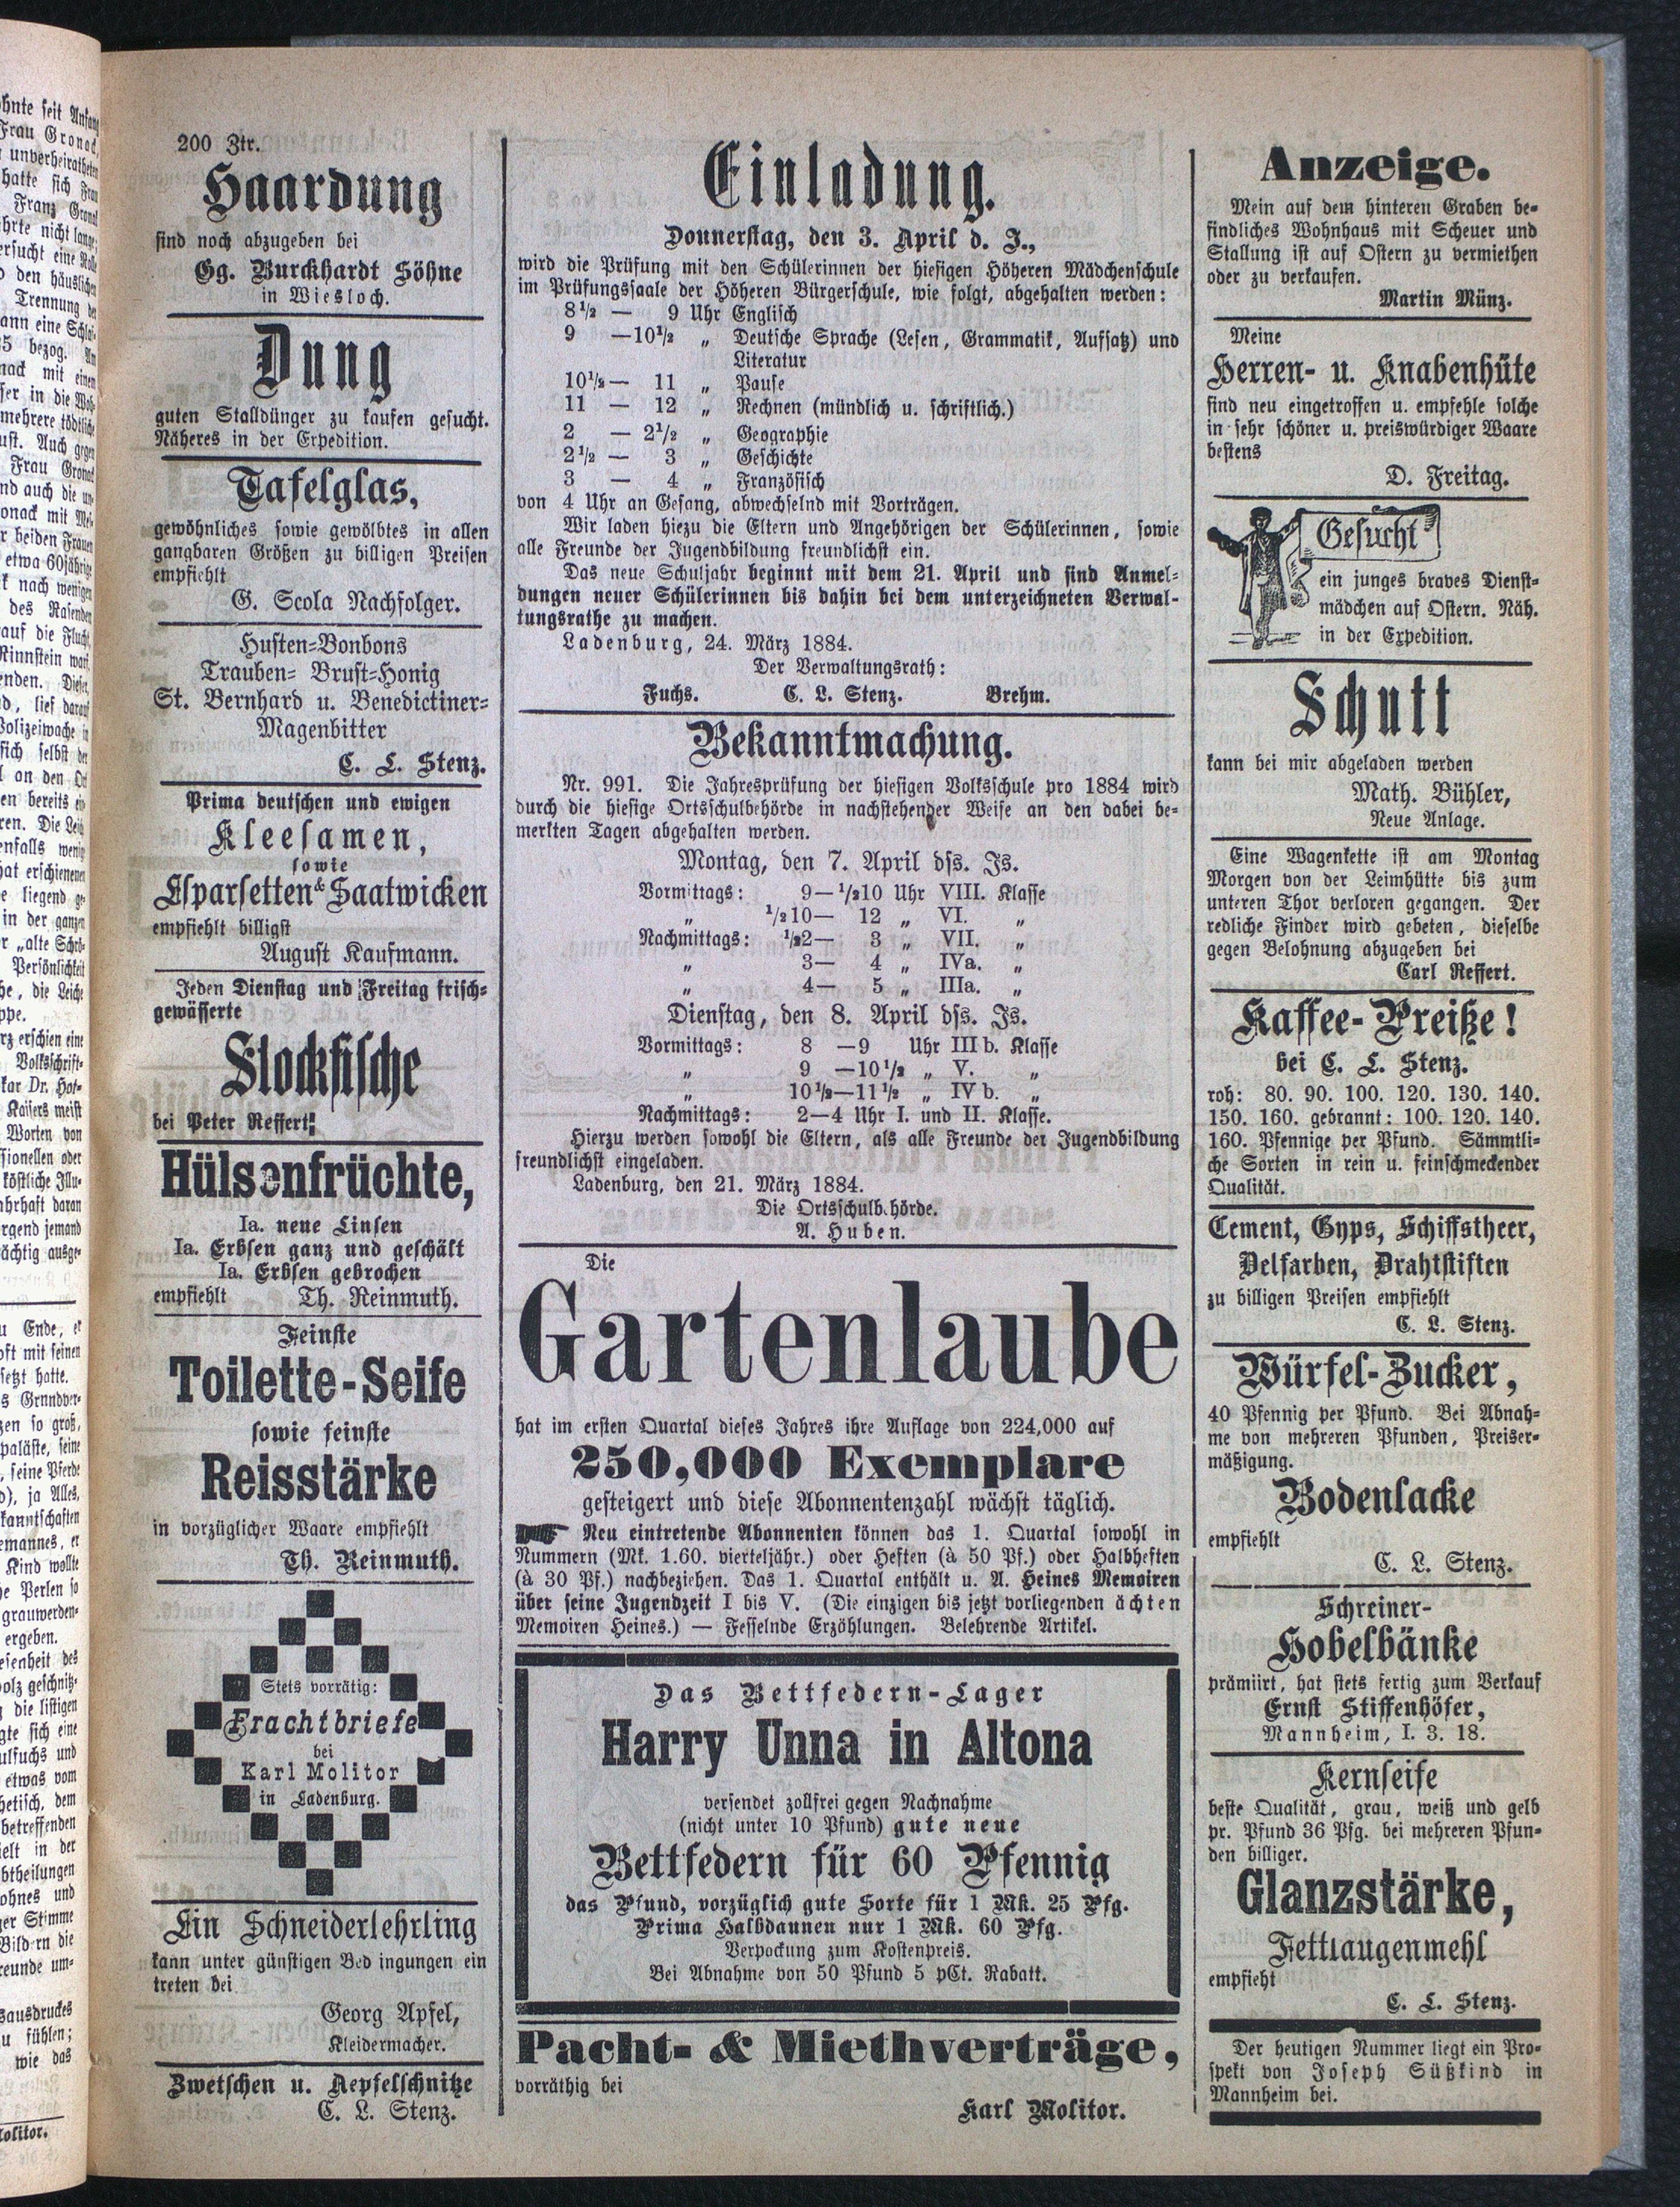 200 Ztr.
Haardung
sind noch abzugeben bei
Gg. Burckhardt Söhne
in Wiesloch.
Dung
guten Stalldünger zu kaufen gesucht.
Näheres in der Expedition.
Tafelglas,
gewöhnliches sowie gewölbtes in allen
gangbaren Größen zu billigen Preisen
empfiehlt
G. Scola Nachfolger.
Husten-Bonbons
Trauben- Brust-Honig
St. Bernhard u. Benedictiner-
Magenbitter
C. L. Stenz.
Prima deutschen und ewigen
Kleesamen,
sowie
Esparsetten & Saatwicken
empfiehlt billigst
August Kaufmann.
Jeden Dienstag und Freitag frisch-
gewässerte
Stockfische
bei Peter Reffert
Hülsenfrüchte,
Ia. neue Linsen
Ia. Erbsen ganz und geschält
Ia. Erbsen gebrochen
empfiehlt Th. Reinmuth.
Feinste
Toilette-Seife
sowie feinste
Reisstärke
in vorzüglicher Waare empfiehlt
Th. Reinmuth.
Stets vorrätig:
Frachtbriefe
bei
Karl Molitor
in Ladenburg.
Ein Schneiderlehrling
kann unter günstigen Bedingungen ein
treten bei
Georg Apfel,
Kleidermacher.
Zwetschen u. Aepfelschnitze
C. L. Stenz.
Einladung.
Donnerstag, den 3. April d. J.,
wird die Prüfung mit den Schülerinnen der hiesigen Höheren Mädchenschule
im Prüfungssaale der Höheren Bürgerschule, wie folgt, abgehalten werden:
8½ — 9 Uhr Englisch
9 —10½ „ Deutsche Sprache (Lesen, Grammatik, Aufsatz) und
Literatur
10½— 11 „ Pause
11 — 12 „ Rechnen (mündlich u. schriftlich.)
2 — 2½ „ Geographie
2½ — 3 „ Geschichte
3 — 4 „ Französisch
von 4 Uhr an Gesang, abwechselnd mit Vorträgen.
Wir laden hiezu die Eltern und Angehörigen der Schülerinnen, sowie
alle Freunde der Jugendbildung freundlichst ein.
Das neue Schuljahr beginnt mit dem 21. April und sind Anmel-
dungen neuer Schülerinnen bis dahin bei dem unterzeichneten Verwal-
tungsrathe zu machen.
Ladenburg, 24. März 1884.
Der Verwaltungsrath:
Fuchs. C. L. Stenz. Brehm.
Bekanntmachung.
Nr. 991. Die Jahresprüfung der hiesigen Volksschule pro 1884 wird
durch die hiesige Ortsschulbehörde in nachstehender Weise an den dabei be-
merkten Tagen abgehalten werden.
Montag, den 7. April dss. Js.
Vormittags: 9—½10 Uhr VIII. Klasse
„ ½10— 12 „ VI. „
Nachmittags: ½2— 3 „ VII. „
„ 3— 4 „ IVa. „
„ 4— 5 „ IIIa. „
Dienstag, den 8. April dss. Js.
Vormittags: 8 —9 Uhr III b. Klasse
„ 9 —10½ „ V. „
„ 10½—11½ „ IV b. „
Nachmittags: 2—4 Uhr I. und II. Klasse.
Hierzu werden sowohl die Eltern, als alle Freunde der Jugendbildung
freundlichst eingeladen.
Ladenburg, den 21. März 1884.
Die Ortsschulb.hörde.
A. Huben.
Die
Gartenlaube
hat im ersten Quartal dieses Jahres ihre Auflage von 224,000 auf
250,000 Exemplare
gesteigert und diese Abonnentenzahl wächst täglich.
Neu eintretende Abonnenten können das 1. Quartal sowohl in
Nummern (Mk. 1.60. vierteljähr.) oder Heften (à 50 Pf.) oder Halbheften
(à 30 Pf.) nachbeziehen. Das 1. Quartal enthält u. A. Heines Memoiren
über seine Jugendzeit I bis V. (Die einzigen bis jetzt vorliegenden ächten
Memoiren Heines.) — Fesselnde Erzählungen. Belehrende Artikel.
Das Bettfedern-Lager
Harry Unna in Altona
versendet zollfrei gegen Nachnahme
(nicht unter 10 Pfund) gute neue
Bettfedern für 60 Pfennig
das Pfund, vorzüglich gute Sorte für 1 Mk. 25 Pfg.
Prima Halbdaunen nur 1 Mk. 60 Pfg.
Verpackung zum Kostenpreis.
Bei Abnahme von 50 Pfund 5 pCt. Rabatt.
Pacht- & Miethverträge,
vorräthig bei
Karl Molitor.
Anzeige.
Mein auf dem hinteren Graben be-
findliches Wohnhaus mit Scheuer und
Stallung ist auf Ostern zu vermiethen
oder zu verkaufen.
Martin Münz.
Meine
Herren- u. Knabenhüte
sind neu eingetroffen u. empfehle solche
in sehr schöner u. preiswürdiger Waare
bestens
D. Freitag.
Gesucht
ein junges braves Dienst-
mädchen auf Ostern. Näh.
in der Expedition.
Schutt
kann bei mir abgeladen werden
Math. Bühler,
Neue Anlage.
Eine Wagenkette ist am Montag
Morgen von der Leimhütte bis zum
unteren Thor verloren gegangen. Der
redliche Finder wird gebeten, dieselbe
gegen Belohnung abzugeben bei
Carl Reffert.
Kaffee-Preiße!
bei C. L. Stenz.
roh: 80. 90. 100. 120. 130. 140.
150. 160. gebrannt: 100. 120. 140.
160. Pfennige per Pfund. Sämmtli-
che Sorten in rein u. feinschmeckender
Qualität.
Cement, Gyps, Schiffstheer,
Oelfarben, Drahtstiften
zu billigen Preisen empfiehlt
C. L. Stenz.
Würfel-Zucker,
40 Pfennig per Pfund. Bei Abnah-
me von mehreren Pfunden, Preiser-
mäßigung.
Bodenlacke
empfiehlt
C. L. Stenz.
Schreiner-
Hobelbänke
prämiirt, hat stets fertig zum Verkauf
Ernst Stiffenhöfer,
Mannheim, I. 3. 18.
Kernseife
beste Qualität, grau, weiß und gelb
pr. Pfund 36 Pfg. bei mehreren Pfun-
den billiger.
Glanzstärke,
Fettlaugenmehl
empfieht
C. L. Stenz.
Der heutigen Nummer liegt ein Pro-
spekt von Joseph Süßkind in
Mannheim bei.